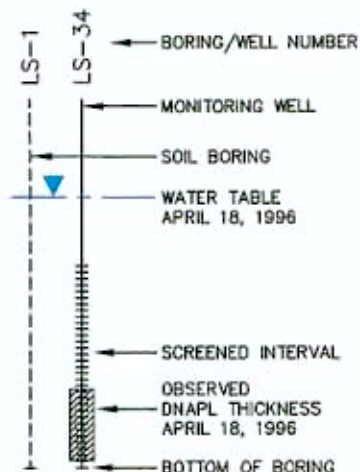 LS-1
LS-34
BORING/WELL NUMBER
MONITORING WELL
SOIL BORING
WATER TABLE
APRIL 18, 1996
SCREENED INTERVAL
OBSERVED
DNAPL THICKNESS
APRIL 18, 1996
BOTTOM OF BORING